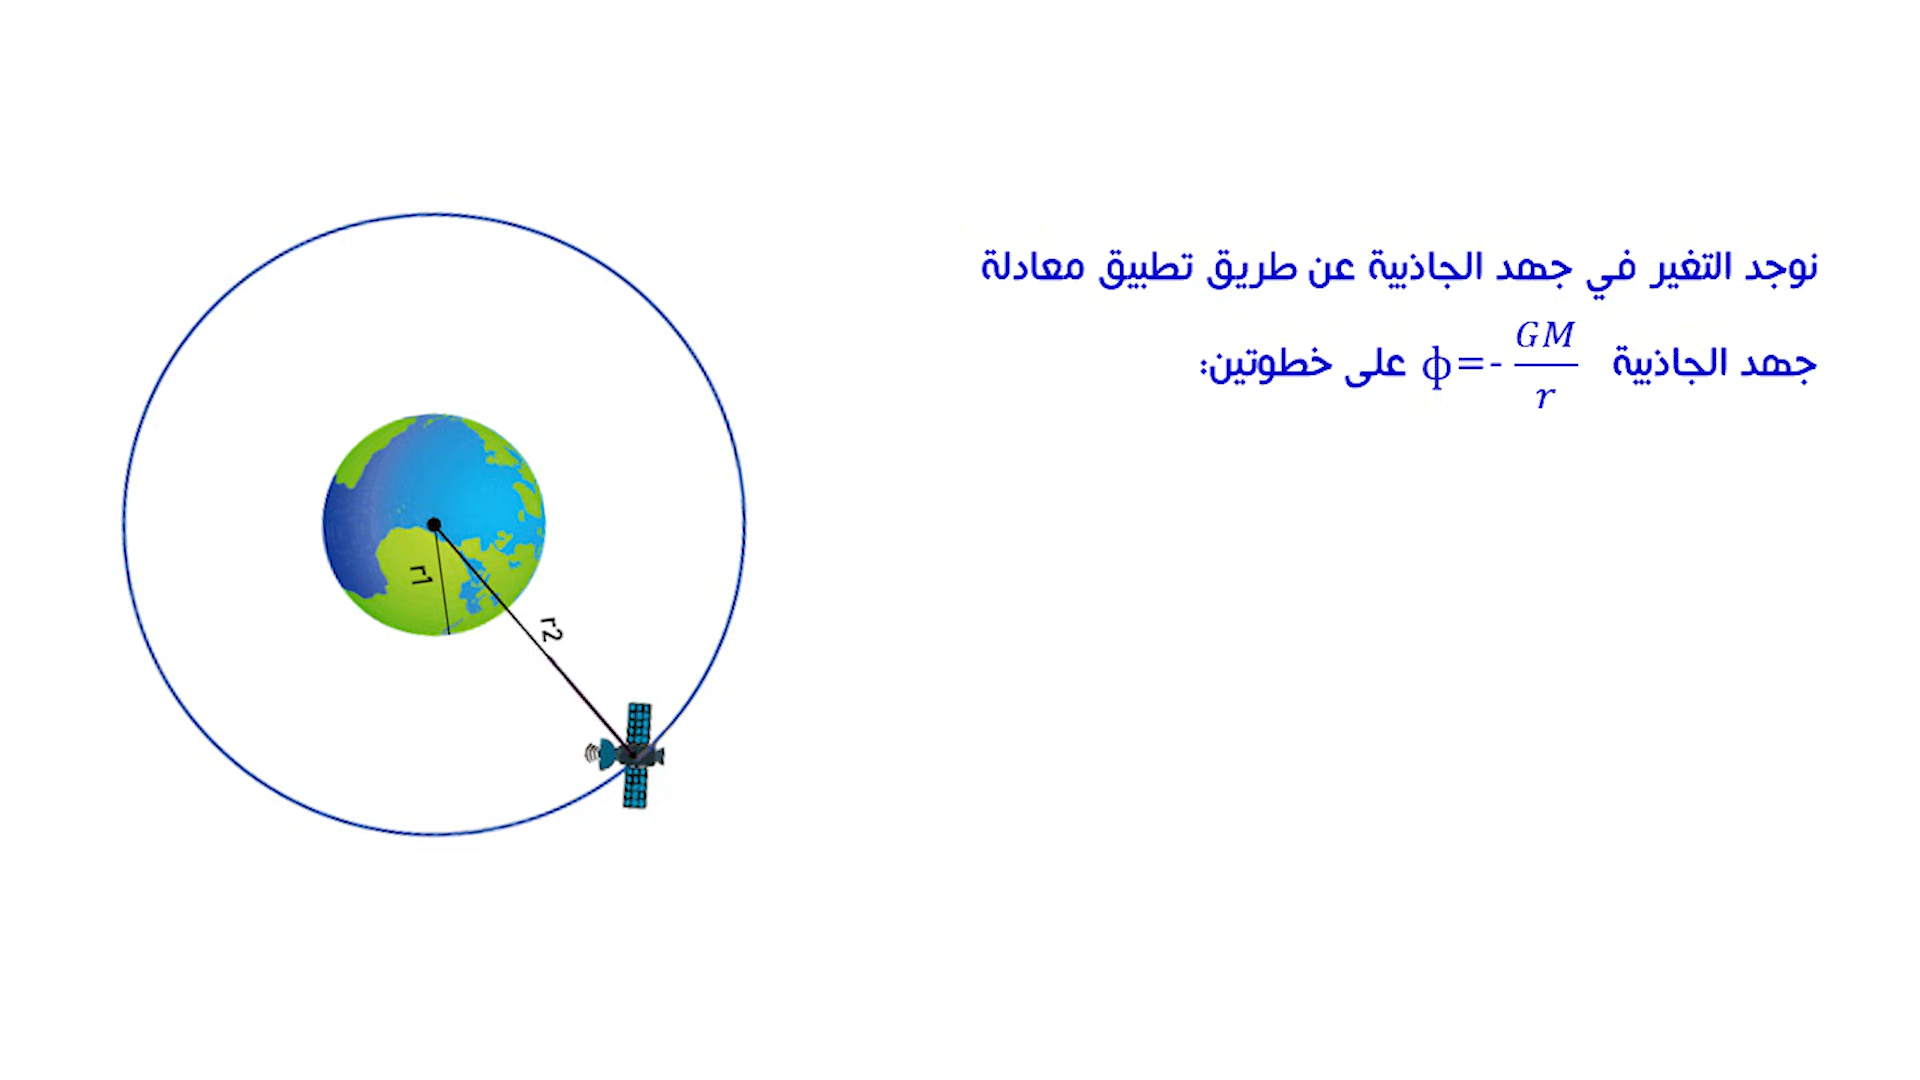 نوجد التغير في جهد الجاذبية عن طريق تطبيق معادلة
جهد الجاذبية ϕ=- GM/r على خطوتين:
r1
r2